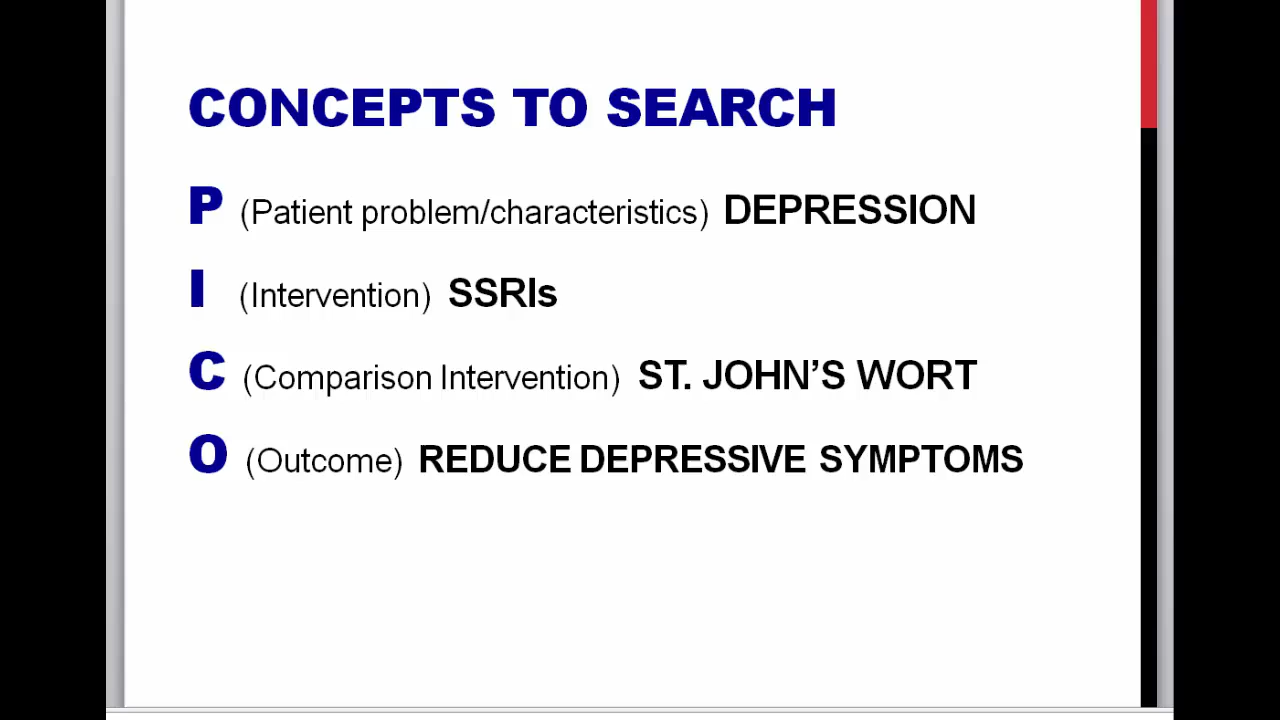 CONCEPTS TO SEARCH
P (Patient problem/characteristics) DEPRESSION
I (Intervention) SSRIs
C (Comparison Intervention) ST. JOHN’S WORT
O (Outcome) REDUCE DEPRESSIVE SYMPTOMS